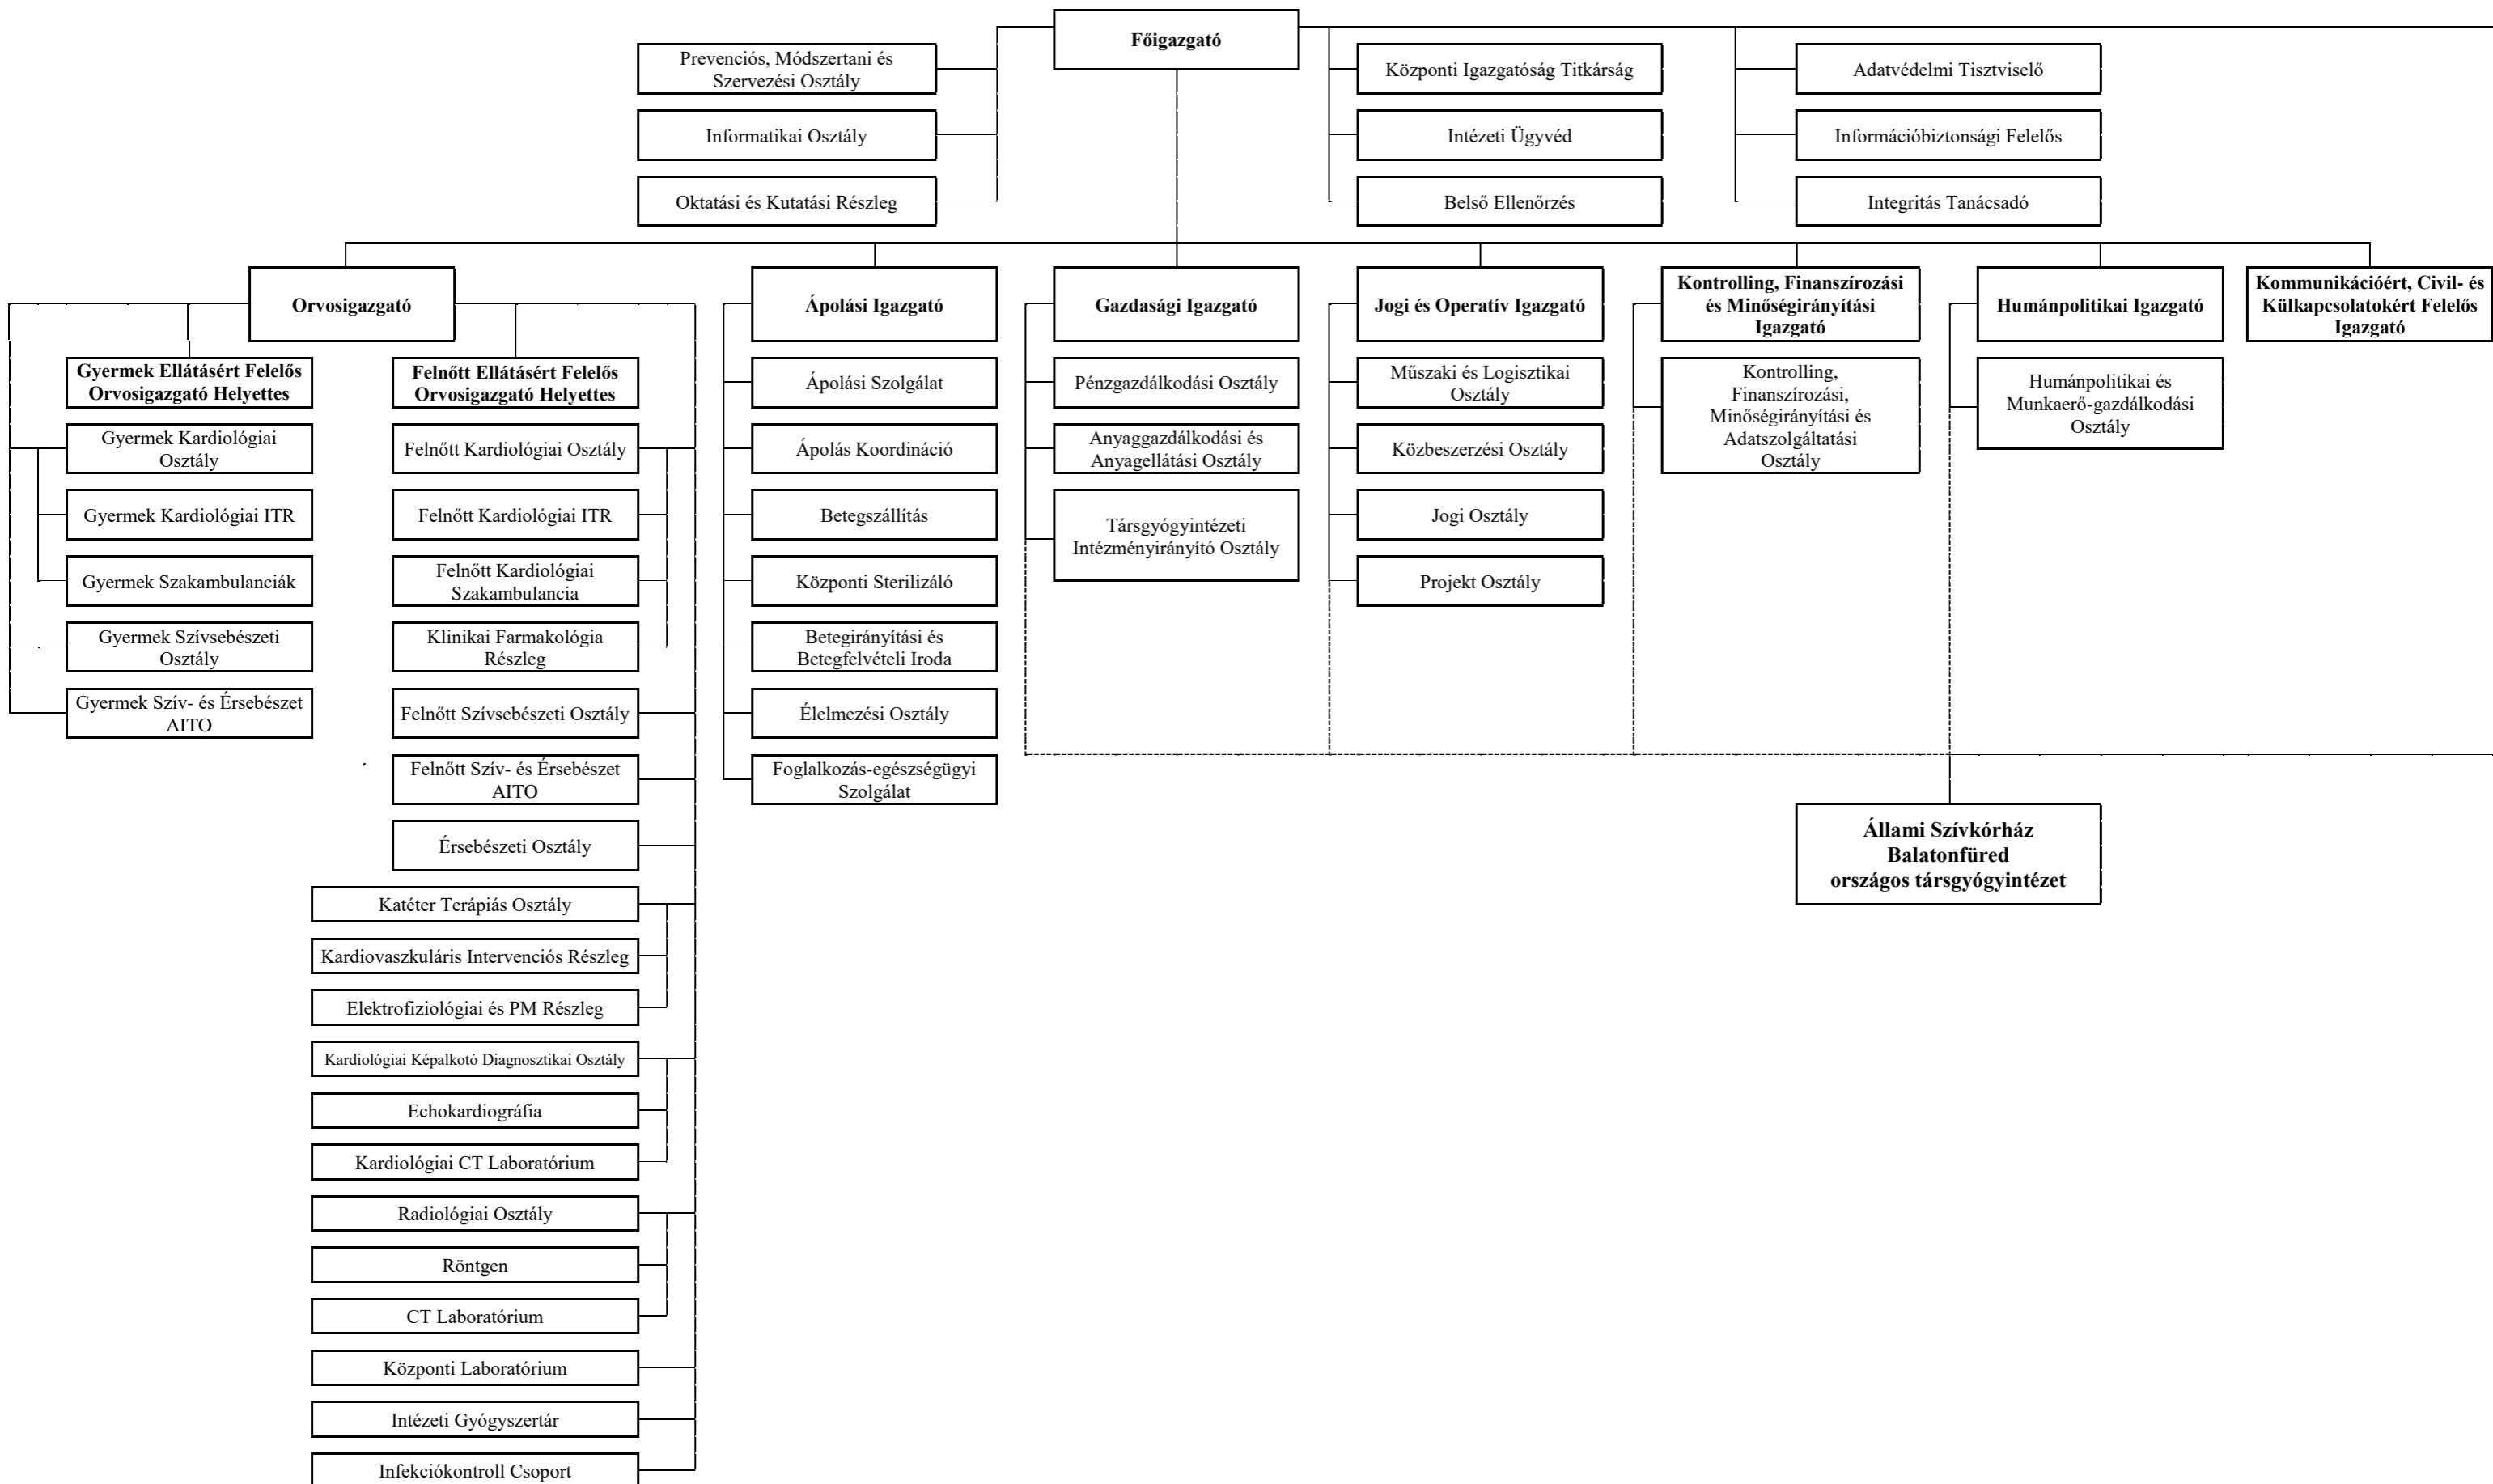 Főigazgató
Prevenciós, Módszertani és
Szervezési Osztály
Központi Igazgatóság Titkárság
Adatvédelmi Tisztviselő
Informatikai Osztály
Intézeti Ügyvéd
Információbiztonsági Felelős
Oktatási és Kutatási Részleg
Belső Ellenőrzés
Integritás Tanácsadó
Orvosigazgató
Ápolási Igazgató
Gazdasági Igazgató
Jogi és Operatív Igazgató
Kontrolling, Finanszírozási
és Minőségirányítási
Igazgató
Humánpolitikai Igazgató
Kommunikációért, Civil- és
Külkapcsolatokért Felelős
Igazgató
Gyermek Ellátásért Felelős
Orvosigazgató Helyettes
Gyermek Kardiológiai
Osztály
Gyermek Kardiológiai ITR
Gyermek Szakambulanciák
Gyermek Szívsebészeti
Osztály
Gyermek Szív- és Érsebészet
AITO
Felnőtt Ellátásért Felelős
Orvosigazgató Helyettes
Felnőtt Kardiológiai Osztály
Felnőtt Kardiológiai ITR
Felnőtt Kardiológiai
Szakambulancia
Klinikai Farmakológia
Részleg
Felnőtt Szívsebészeti Osztály
Felnőtt Szív- és Érsebészet
AITO
Érsebészeti Osztály
Katéter Terápiás Osztály
Kardiovaszkuláris Intervenciós Részleg
Elektrofiziológiai és PM Részleg
Kardiológiai Képalkotó Diagnosztikai Osztály
Echokardiográfia
Kardiológiai CT Laboratórium
Radiológiai Osztály
Röntgen
CT Laboratórium
Központi Laboratórium
Intézeti Gyógyszertár
Infekciókontroll Csoport
Ápolási Szolgálat
Ápolás Koordináció
Betegszállítás
Központi Sterilizáló
Betegirányítási és
Betegfelvételi Iroda
Élelmezési Osztály
Foglalkozás-egészségügyi
Szolgálat
Pénzgazdálkodási Osztály
Anyaggazdálkodási és
Anyagellátási Osztály
Társgyógyintézeti
Intézményirányító Osztály
Műszaki és Logisztikai
Osztály
Közbeszerzési Osztály
Jogi Osztály
Projekt Osztály
Kontrolling,
Finanszírozási,
Minőségirányítási és
Adatszolgáltatási
Osztály
Humánpolitikai és
Munkaerő-gazdálkodási
Osztály
Állami Szívkórház
Balatonfüred
országos társgyógyintézet